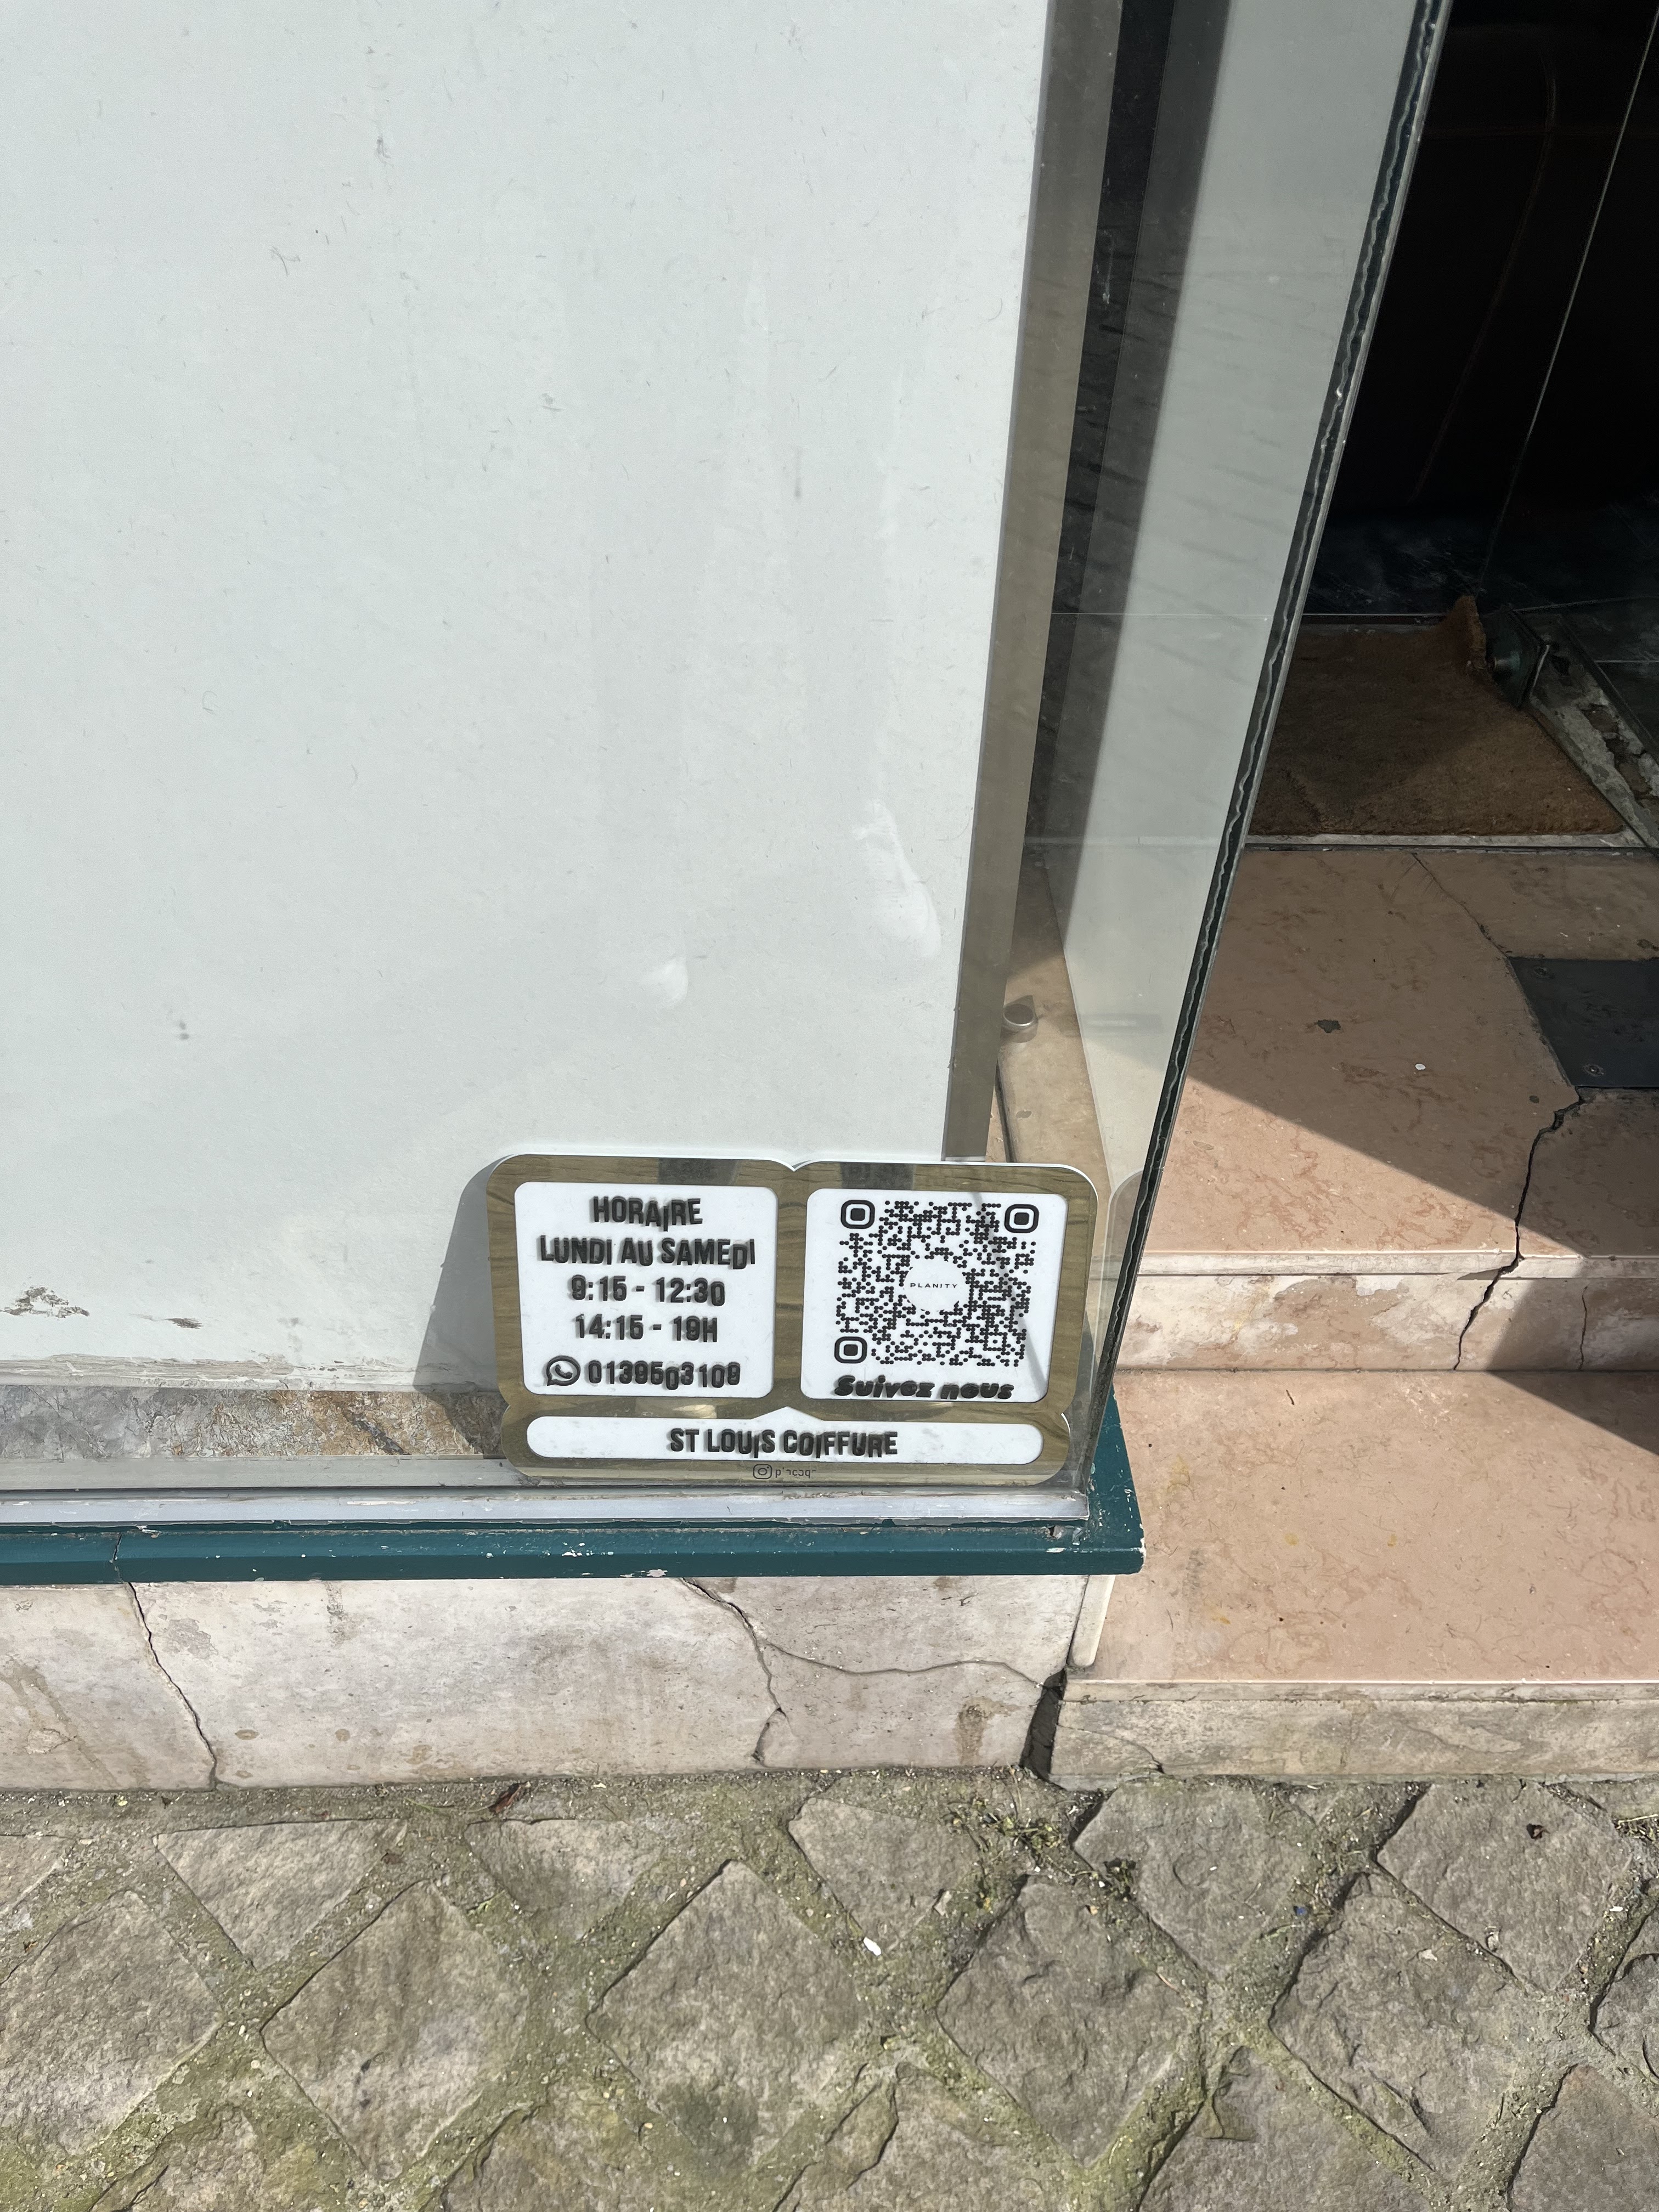 HORAIRE
LUNDI AU SAMEDI
9:15 - 12:30
14:15 - 19H
0139503109
PLANITY
Suivez nous
ST LOUIS COIFFURE